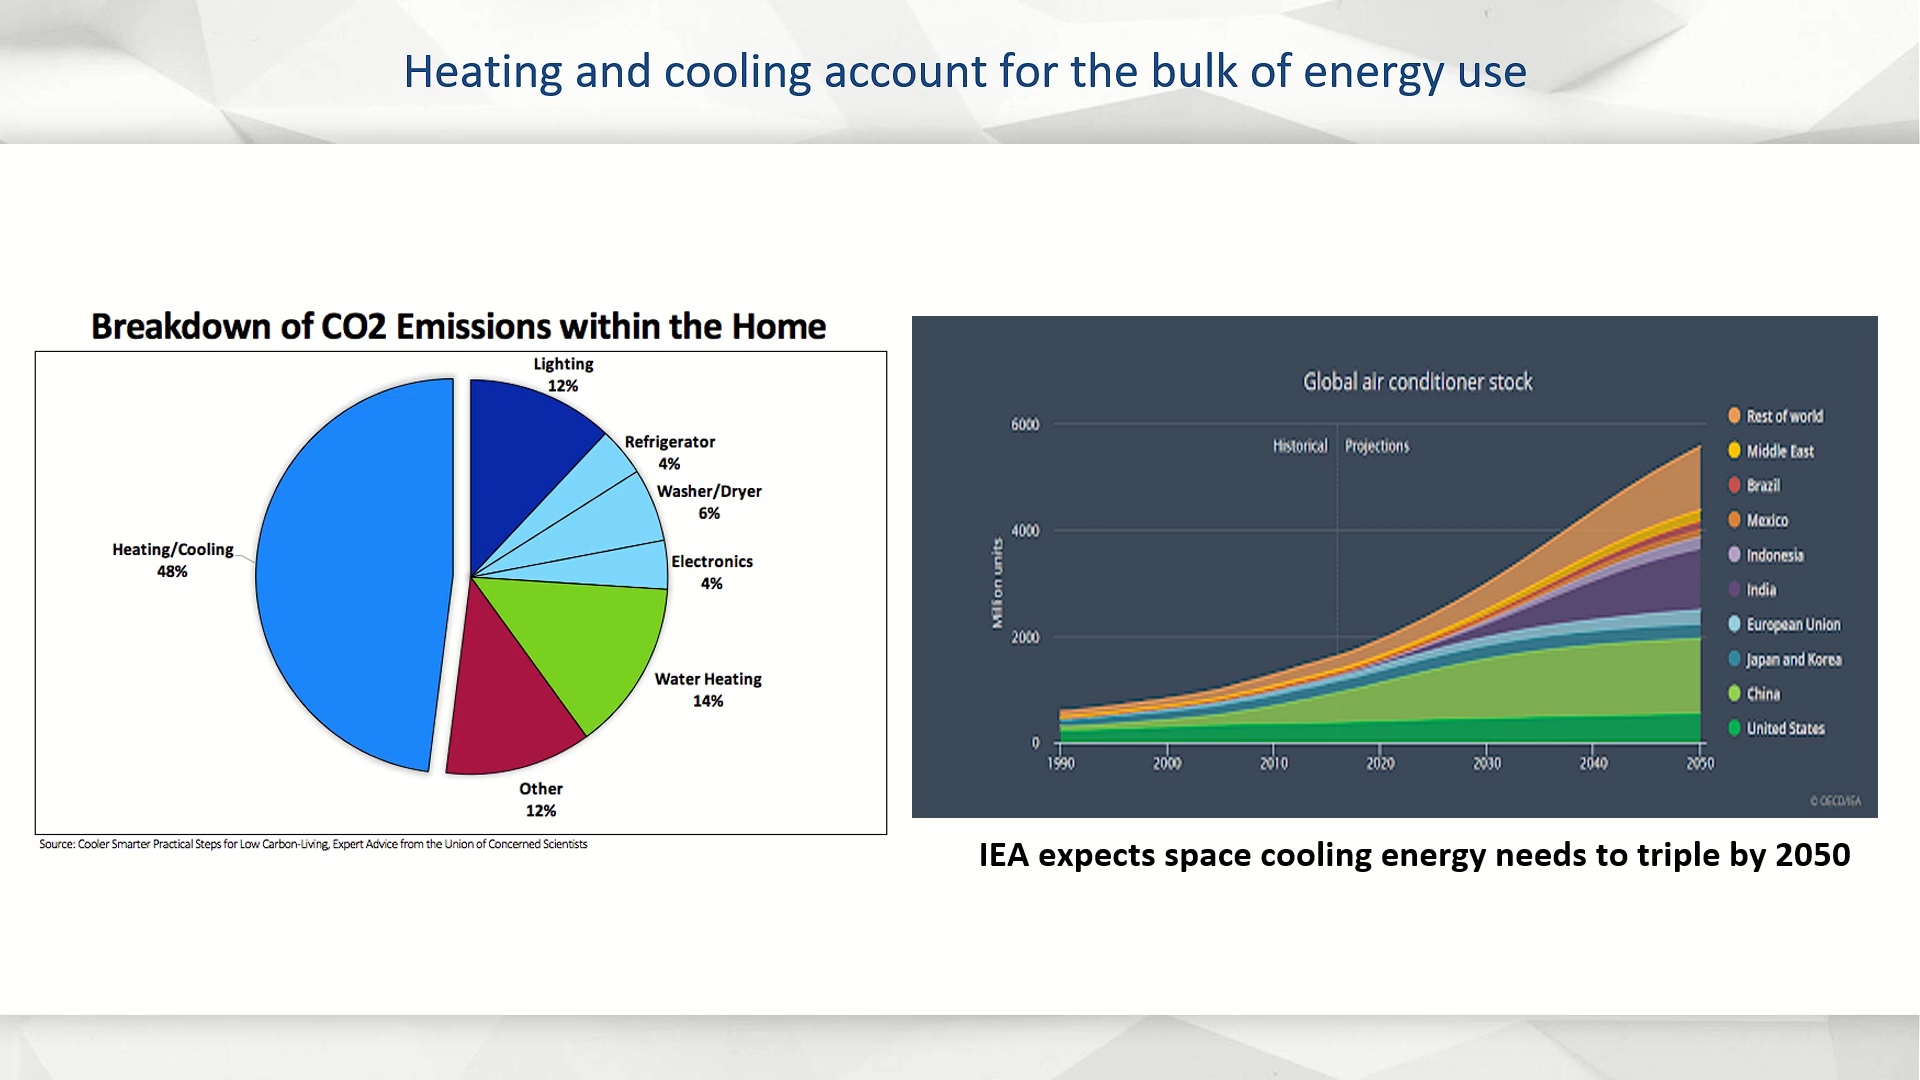 Heating and cooling account for the bulk of energy use
Breakdown of CO2 Emissions within the Home
Lighting
12%
Refrigerator
4%
Washer/Dryer
6%
Electronics
4%
Water Heating
14%
Other
12%
Heating/Cooling
48%
Source: Cooler Smarter Practical Steps for Low Carbon-Living, Expert Advice from the Union of Concerned Scientists
Global air conditioner stock
Million units
6000
4000
2000
0
Historical
Projections
1990
2000
2010
2020
2030
2040
2050
Rest of world
Middle East
Brazil
Mexico
Indonesia
India
European Union
Japan and Korea
China
United States
© OECD/IEA
IEA expects space cooling energy needs to triple by 2050